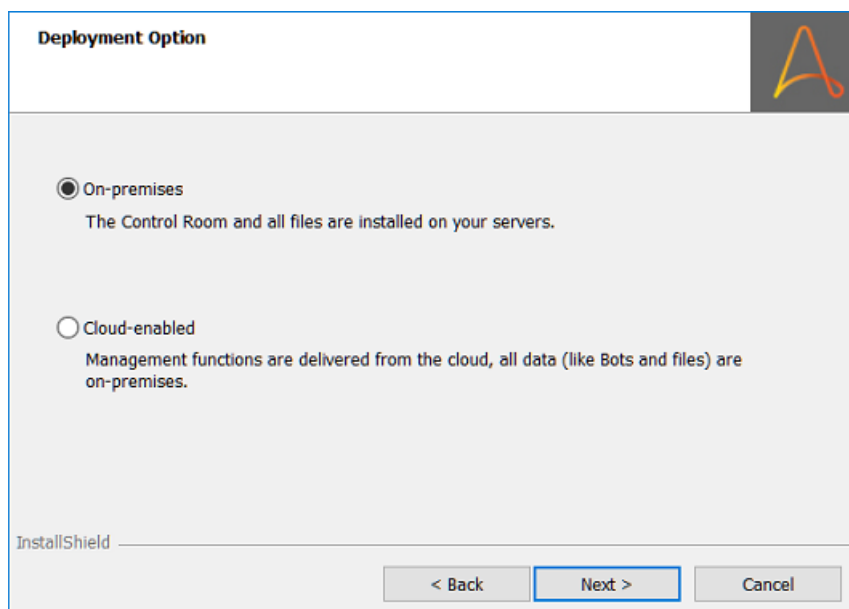 Deployment Option
On-premises
The Control Room and all files are installed on your servers.
Cloud-enabled
Management functions are delivered from the cloud, all data (like Bots and files) are
on-premises.
InstallShield
< Back
Next >
Cancel